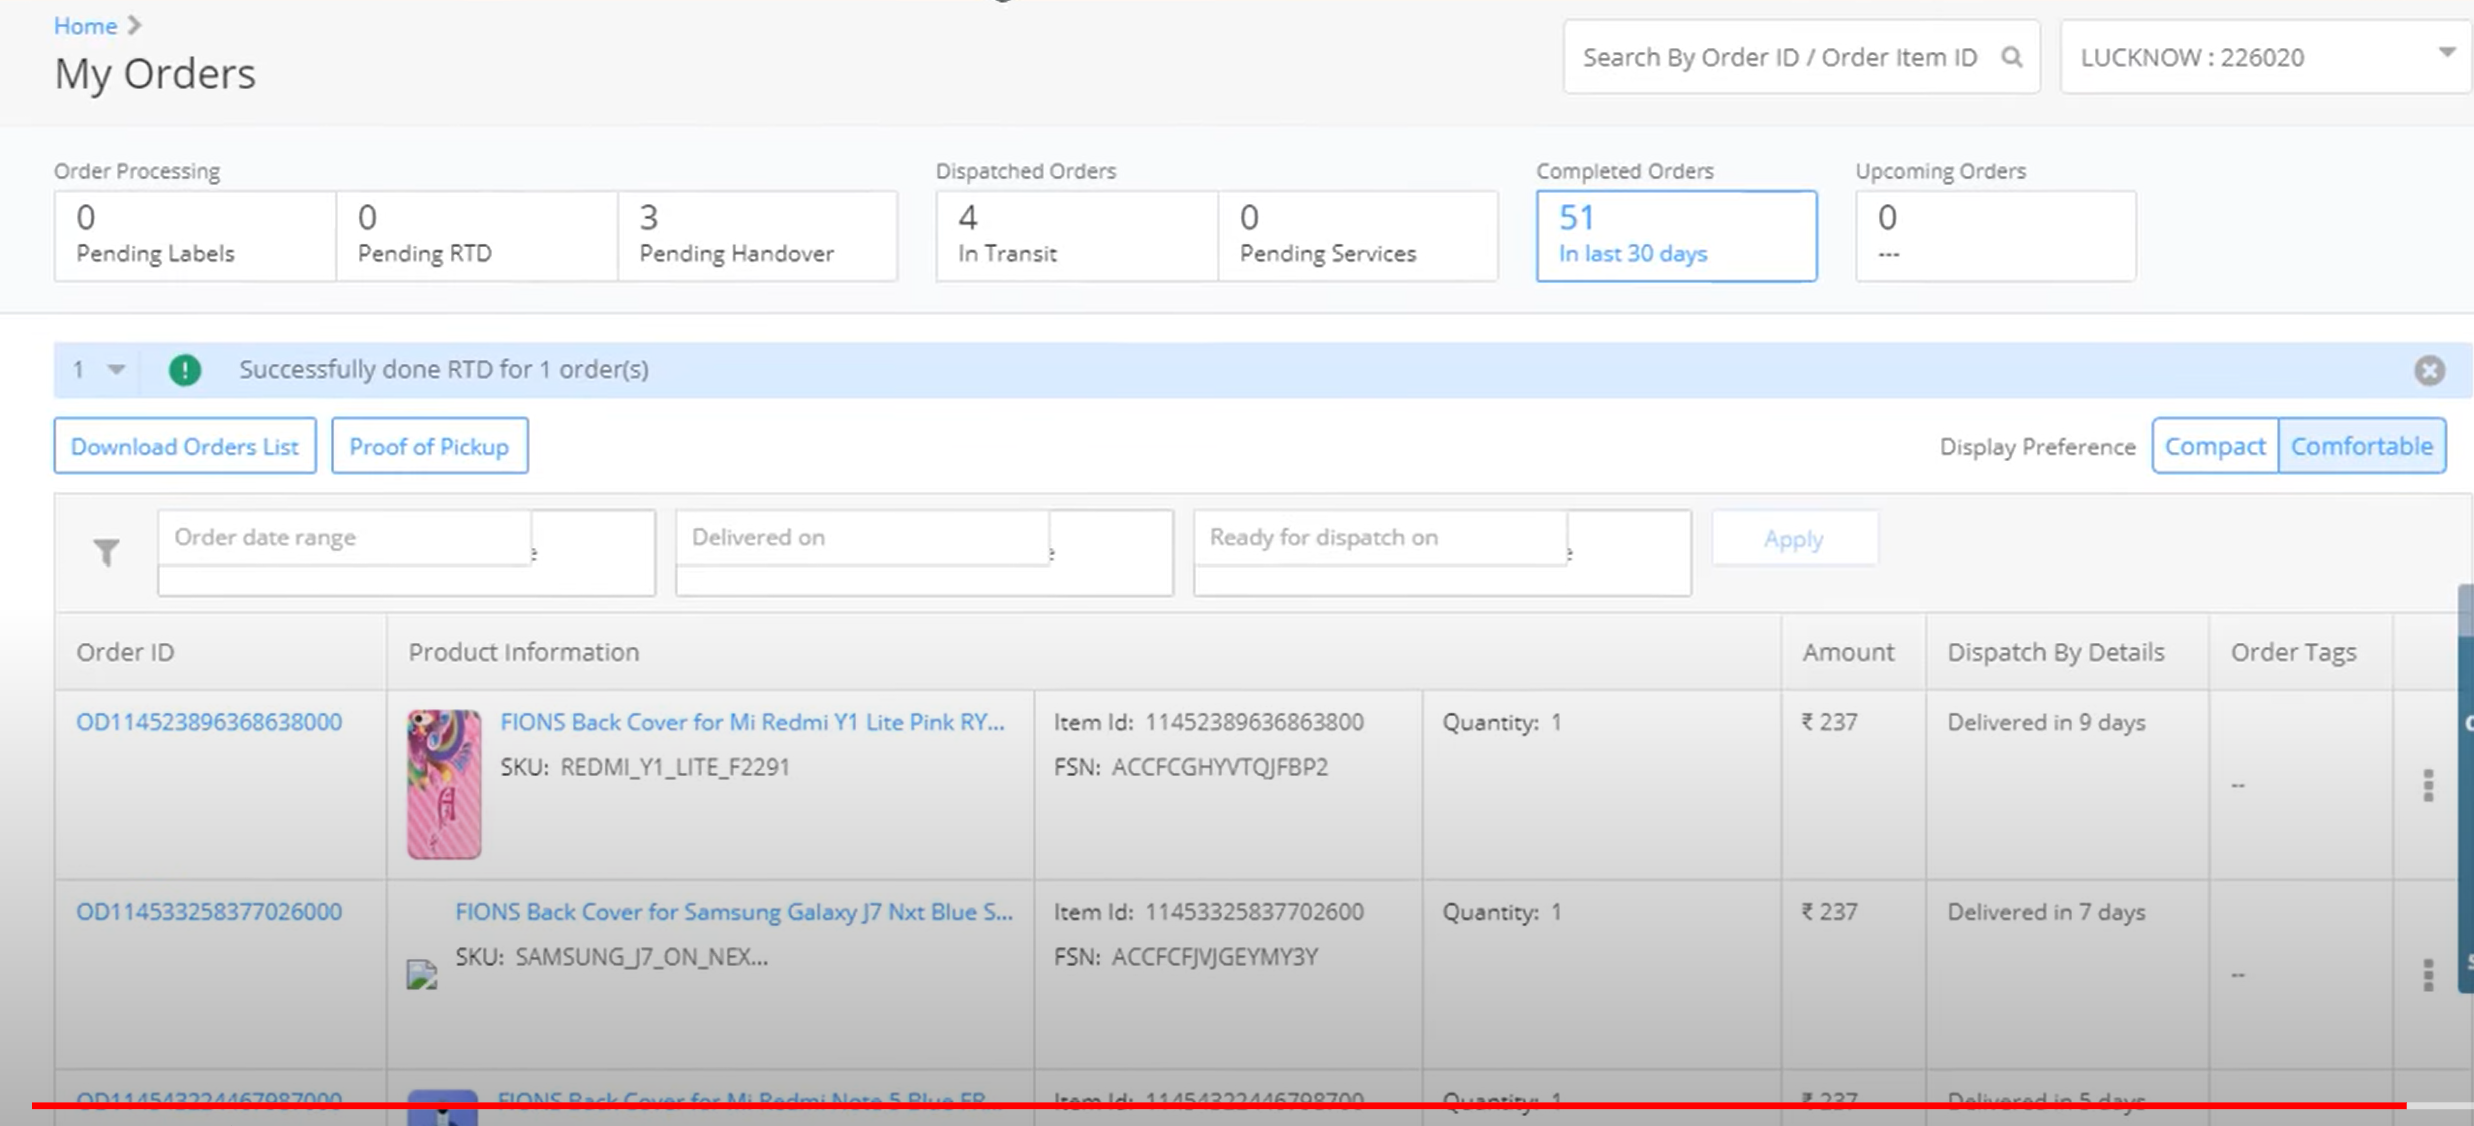 Home
My Orders
Search By Order ID / Order Item ID
LUCKNOW : 226020
Order Processing
0
Pending Labels
0
Pending RTD
3
Pending Handover
Dispatched Orders
4
In Transit
0
Pending Services
Completed Orders
51
In last 30 days
Upcoming Orders
0
---
1
Successfully done RTD for 1 order(s)
Download Orders List
Proof of Pickup
Display Preference
Compact
Comfortable
Order date range
Delivered on
Ready for dispatch on
Apply
Order ID
Product Information
Amount
Dispatch By Details
Order Tags
OD114523896368638000
FIONS Back Cover for Mi Redmi Y1 Lite Pink RY...
SKU: REDMI_Y1_LITE_F2291
Item Id: 11452389636863800
FSN: ACCFCGHYVTQJFBP2
Quantity: 1
₹ 237
Delivered in 9 days
--
OD114533258377026000
FIONS Back Cover for Samsung Galaxy J7 Nxt Blue S...
SKU: SAMSUNG_J7_ON_NEX...
Item Id: 11453325837702600
FSN: ACCFCFJVJGEYMY3Y
Quantity: 1
₹ 237
Delivered in 7 days
--
OD114543224467987000
FIONS Back Cover for Mi Redmi Note 5 Blue
Item Id: 11454322446798700
Quantity: 1
₹ 237
Delivered in 5 days